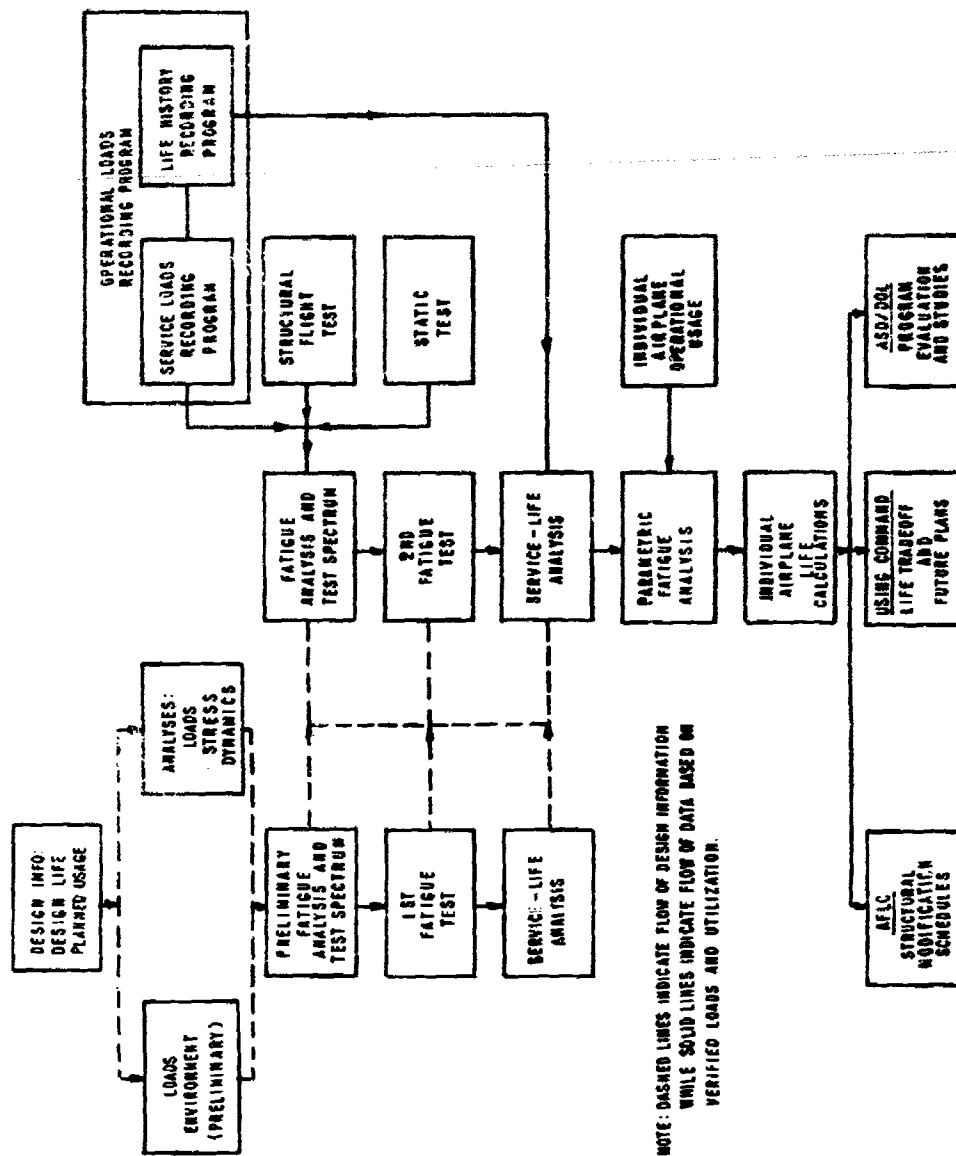 DESIGN INFO:
DESIGN LIFE
PLANNED USAGE
LOADS
ENVIRONMENT
(PRELIMINARY)
ANALYSES:
LOADS
STRESS
DYNAMICS
OPERATIONAL LOADS
RECORDING PROGRAM
SERVICE LOADS
RECORDING
PROGRAM
LIFE HISTORY
RECORDING
PROGRAM
PRELIMINARY
FATIGUE
ANALYSIS AND
TEST SPECTRUM
FATIGUE
ANALYSIS AND
TEST SPECTRUM
STRUCTURAL
FLIGHT
TEST
1ST
FATIGUE
TEST
2ND
FATIGUE
TEST
STATIC
TEST
SERVICE-LIFE
ANALYSIS
SERVICE-LIFE
ANALYSIS
PARAMETRIC
FATIGUE
ANALYSIS
INDIVIDUAL
AIRPLANE
OPERATIONAL
USAGE
INDIVIDUAL
AIRPLANE
LIFE
CALCULATIONS
NOTE: DASHED LINES INDICATE FLOW OF DESIGN INFORMATION
WHILE SOLID LINES INDICATE FLOW OF DATA BASED ON
VERIFIED LOADS AND UTILIZATION.
AFLC
STRUCTURAL
MODIFICATION
SCHEDULES
USING COMMAND
LIFE TRADEOFF
AND
FUTURE PLANS
ASD/DOL
PROGRAM
EVALUATION
AND STUDIES